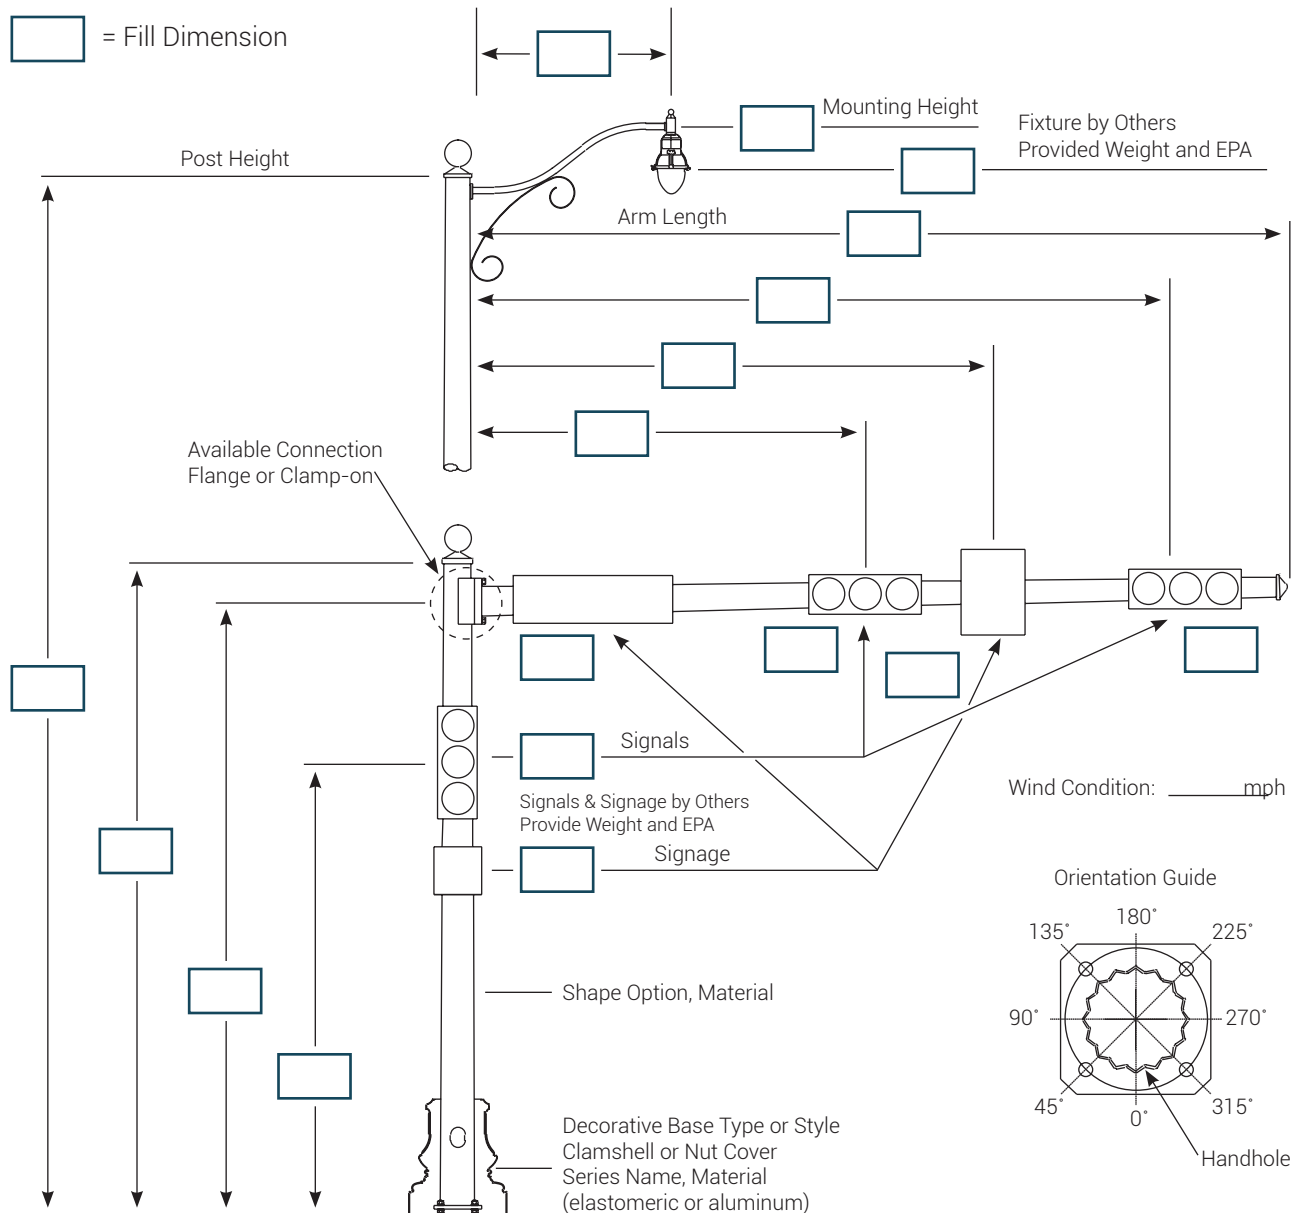 = Fill Dimension
Mounting Height
Fixture by Others
Provided Weight and EPA
Post Height
Arm Length
Available Connection
Flange or Clamp-on
Signals
Signals & Signage by Others
Provide Weight and EPA
Signage
Wind Condition: ________mph
Orientation Guide
180°
135°
225°
90°
270°
45°
315°
0°
Handhole
Shape Option, Material
Decorative Base Type or Style
Clamshell or Nut Cover
Series Name, Material
(elastomeric or aluminum)